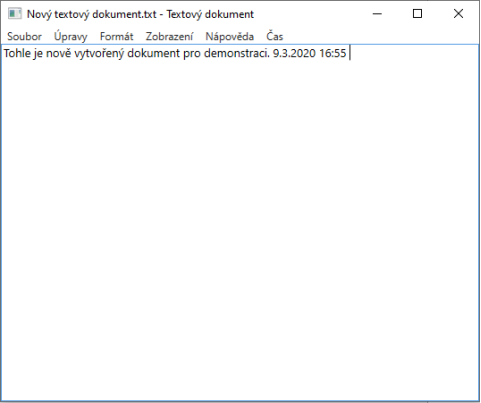 Nový textový dokument.txt - Textový dokument
Soubor Úpravy Formát Zobrazení Nápověda Čas
Tohle je nově vytvořený dokument pro demonstraci. 9.3.2020 16:55